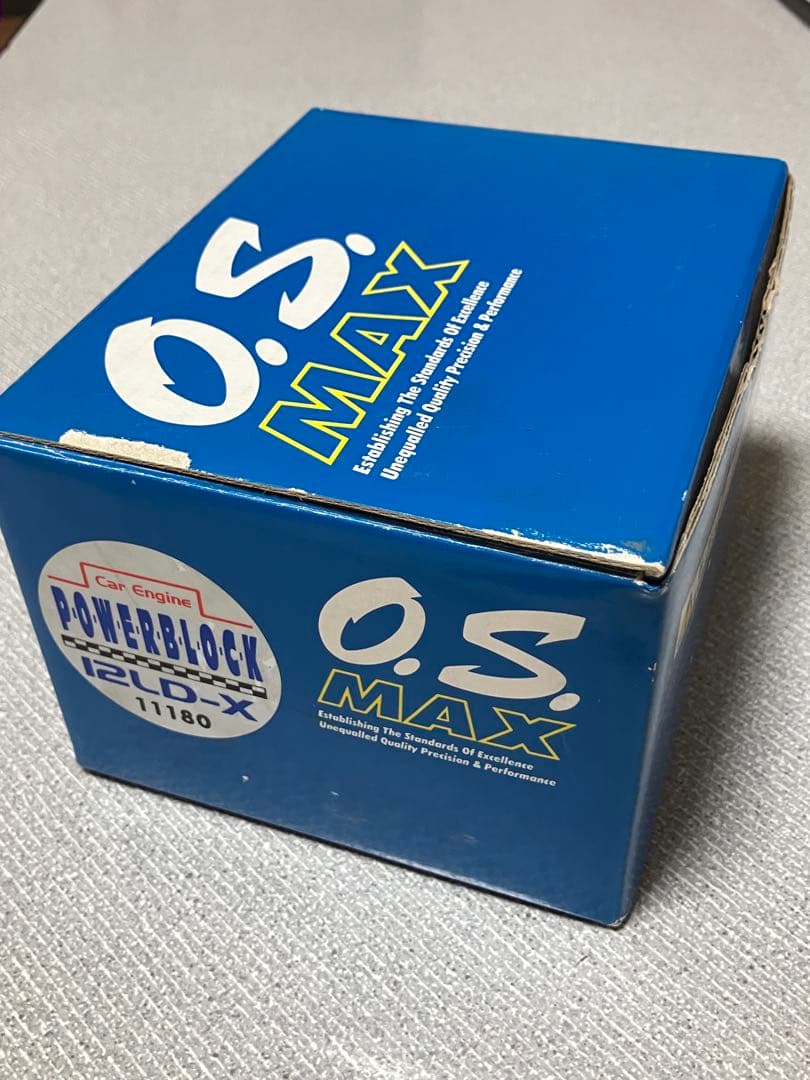 O.S.
MAX
Establishing The Standards Of Excellence
Unequalled Quality Precision & Performance
Car Engine
P·O·W·E·R·B·L·O·C·K
12LD-X
11180
O.S.
MAX
Establishing The Standards Of Excellence
Unequalled Quality Precision & Performance